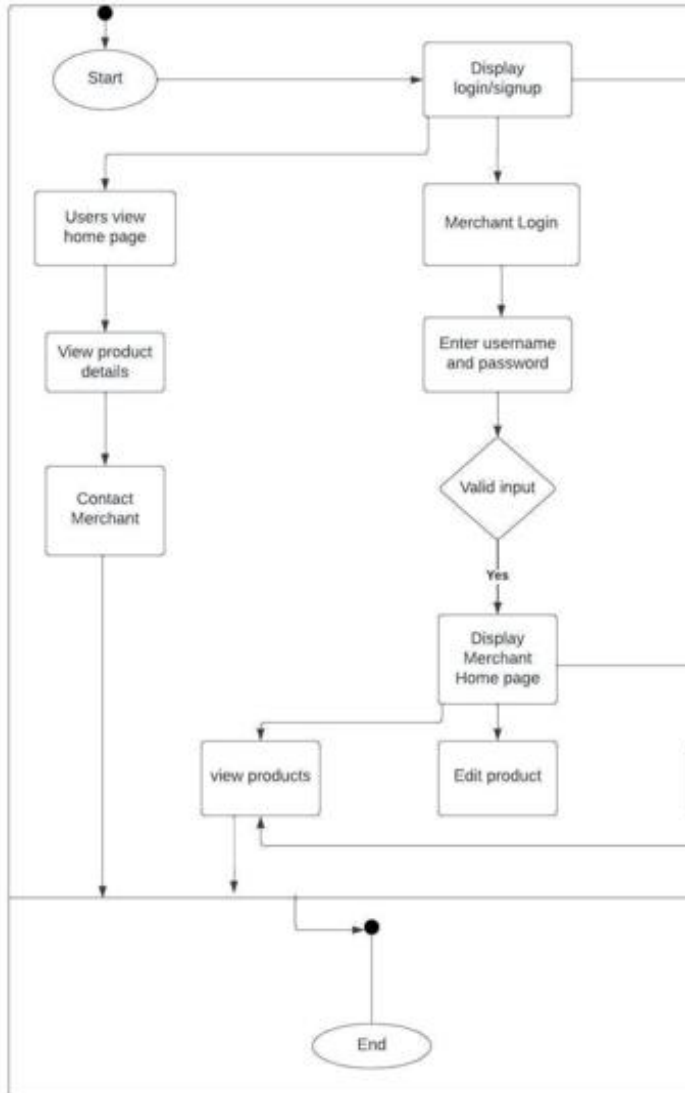 Start
Display
login/signup
Users view
home page
Merchant Login
View product
details
Enter username
and password
Contact
Merchant
Valid input
Yes
Display
Merchant
Home page
view products
Edit product
End